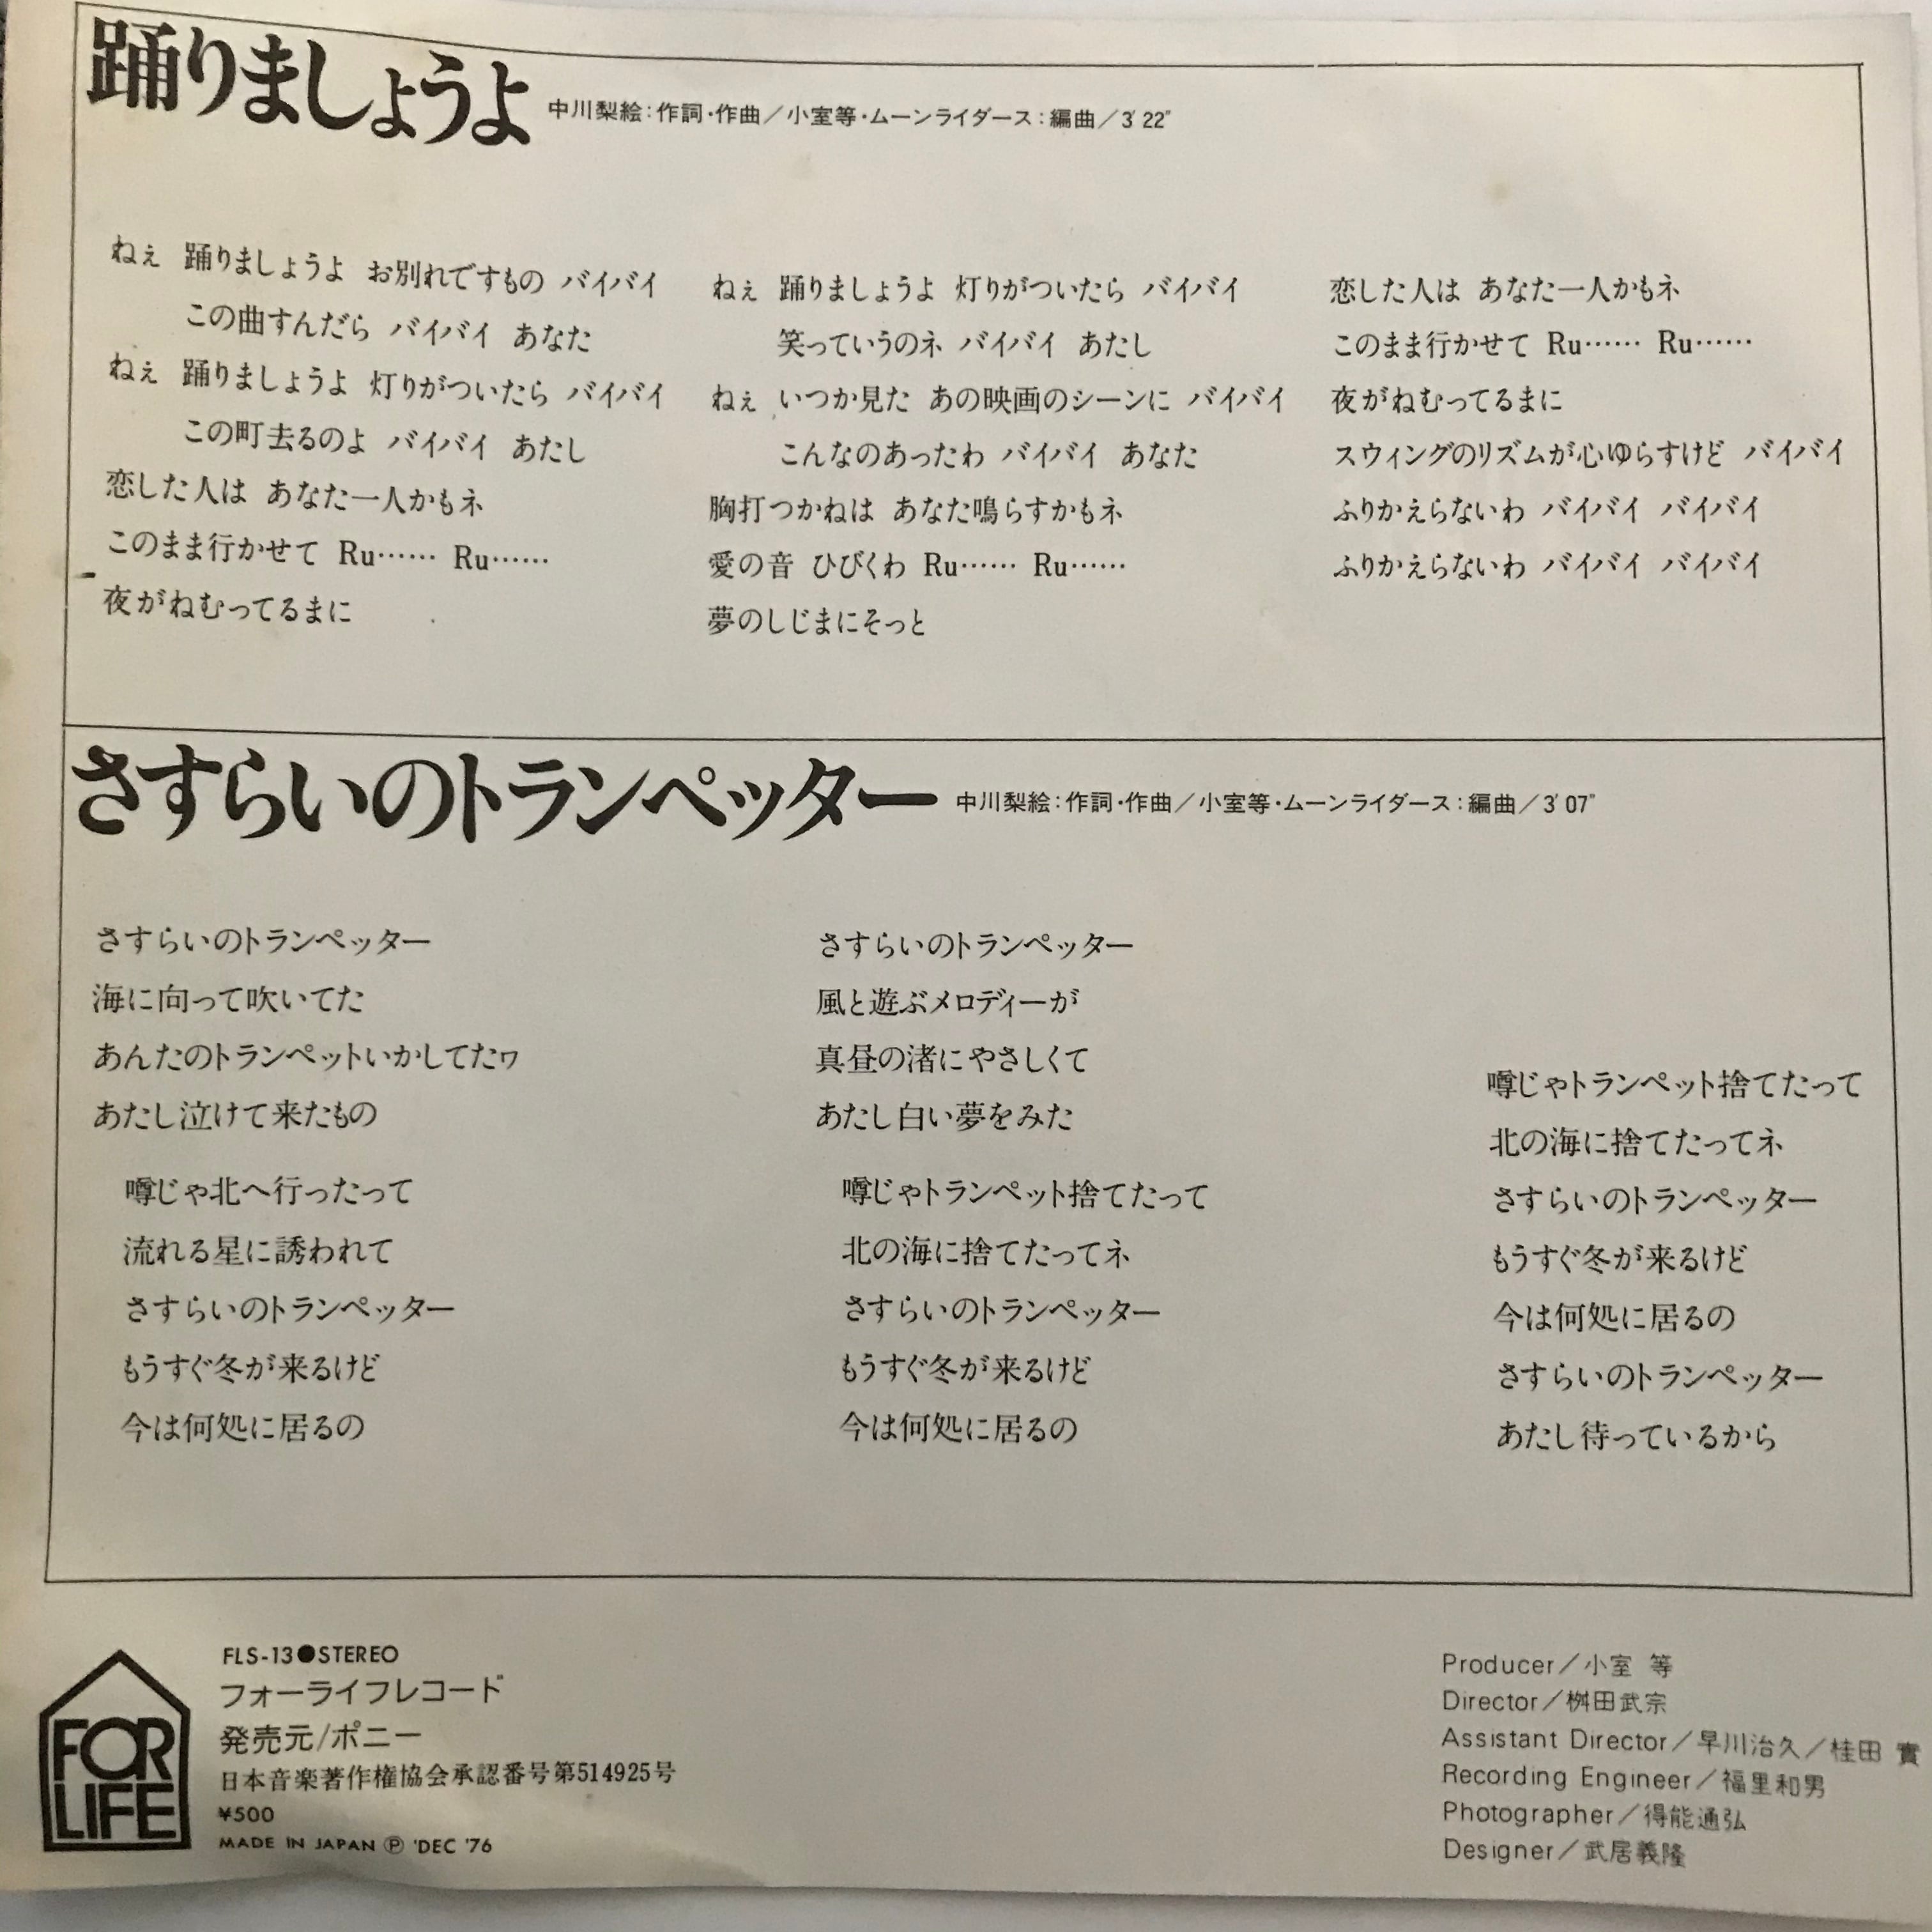 踊りましょうよ 中川梨絵:作詞・作曲/小室等・ムーンライダース:編曲/3'22"
ねぇ 踊りましょうよ お別れですもの バイバイ
この曲すんだら バイバイ あなた
ねぇ 踊りましょうよ 灯りがついたら バイバイ
この町去るのよ バイバイ あたし
恋した人は あなた一人かもネ
このまま行かせて Ru…… Ru……
夜がねむってるまに
ねぇ 踊りましょうよ 灯りがついたら バイバイ
笑っていうのネ バイバイ あたし
ねぇ いつか見た あの映画のシーンに バイバイ
こんなのあったわ バイバイ あなた
胸打つかねは あなた鳴らすかもネ
愛の音 ひびくわ Ru…… Ru……
夢のしじまにそっと
恋した人は あなた一人かもネ
このまま行かせて Ru…… Ru……
夜がねむってるまに
スウィングのリズムが心ゆらすけど バイバイ
ふりかえらないわ バイバイ バイバイ
ふりかえらないわ バイバイ バイバイ
さすらいのトランペッター 中川梨絵:作詞・作曲/小室等・ムーンライダース:編曲/3'07"
さすらいのトランペッター
海に向って吹いてた
あんたのトランペットいかしてたヮ
あたし泣けて来たもの
噂じゃ北へ行ったって
流れる星に誘われて
さすらいのトランペッター
もうすぐ冬が来るけど
今は何処に居るの
さすらいのトランペッター
風と遊ぶメロディーが
真昼の渚にやさしくて
あたし白い夢をみた
噂じゃトランペット捨てたって
北の海に捨てたってネ
さすらいのトランペッター
もうすぐ冬が来るけど
今は何処に居るの
噂じゃトランペット捨てたって
北の海に捨てたってネ
さすらいのトランペッター
もうすぐ冬が来るけど
今は何処に居るの
さすらいのトランペッター
あたし待っているから
FOR
LIFE
FLS-13●STEREO
フォーライフレコード
発売元/ポニー
日本音楽著作権協会承認番号第514925号
¥500
MADE IN JAPAN Ⓟ 'DEC '76
Producer/小室 等
Director/桝田武宗
Assistant Director/早川治久/桂田 實
Recording Engineer/福里和男
Photographer/得能通弘
Designer/武居義隆